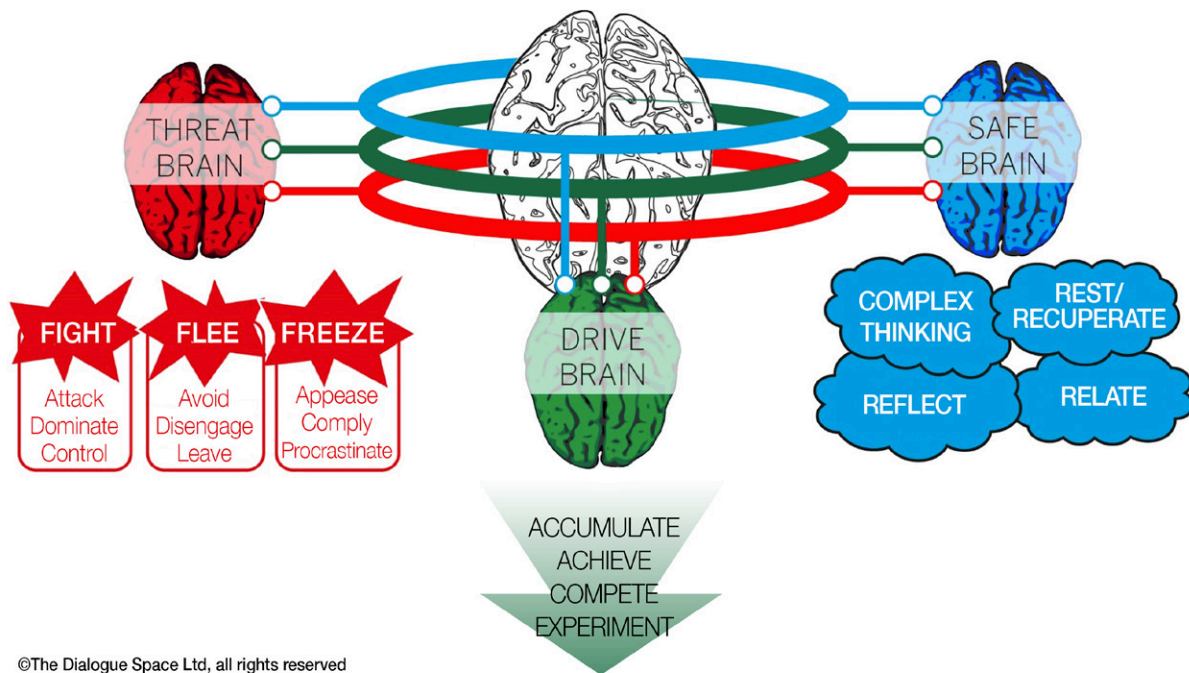 THREAT
BRAIN
SAFE
BRAIN
DRIVE
BRAIN
FIGHT
Attack
Dominate
Control
FLEE
Avoid
Disengage
Leave
FREEZE
Appease
Comply
Procrastinate
COMPLEX
THINKING
REST/
RECUPERATE
REFLECT
RELATE
ACCUMULATE
ACHIEVE
COMPETE
EXPERIMENT
©The Dialogue Space Ltd, all rights reserved